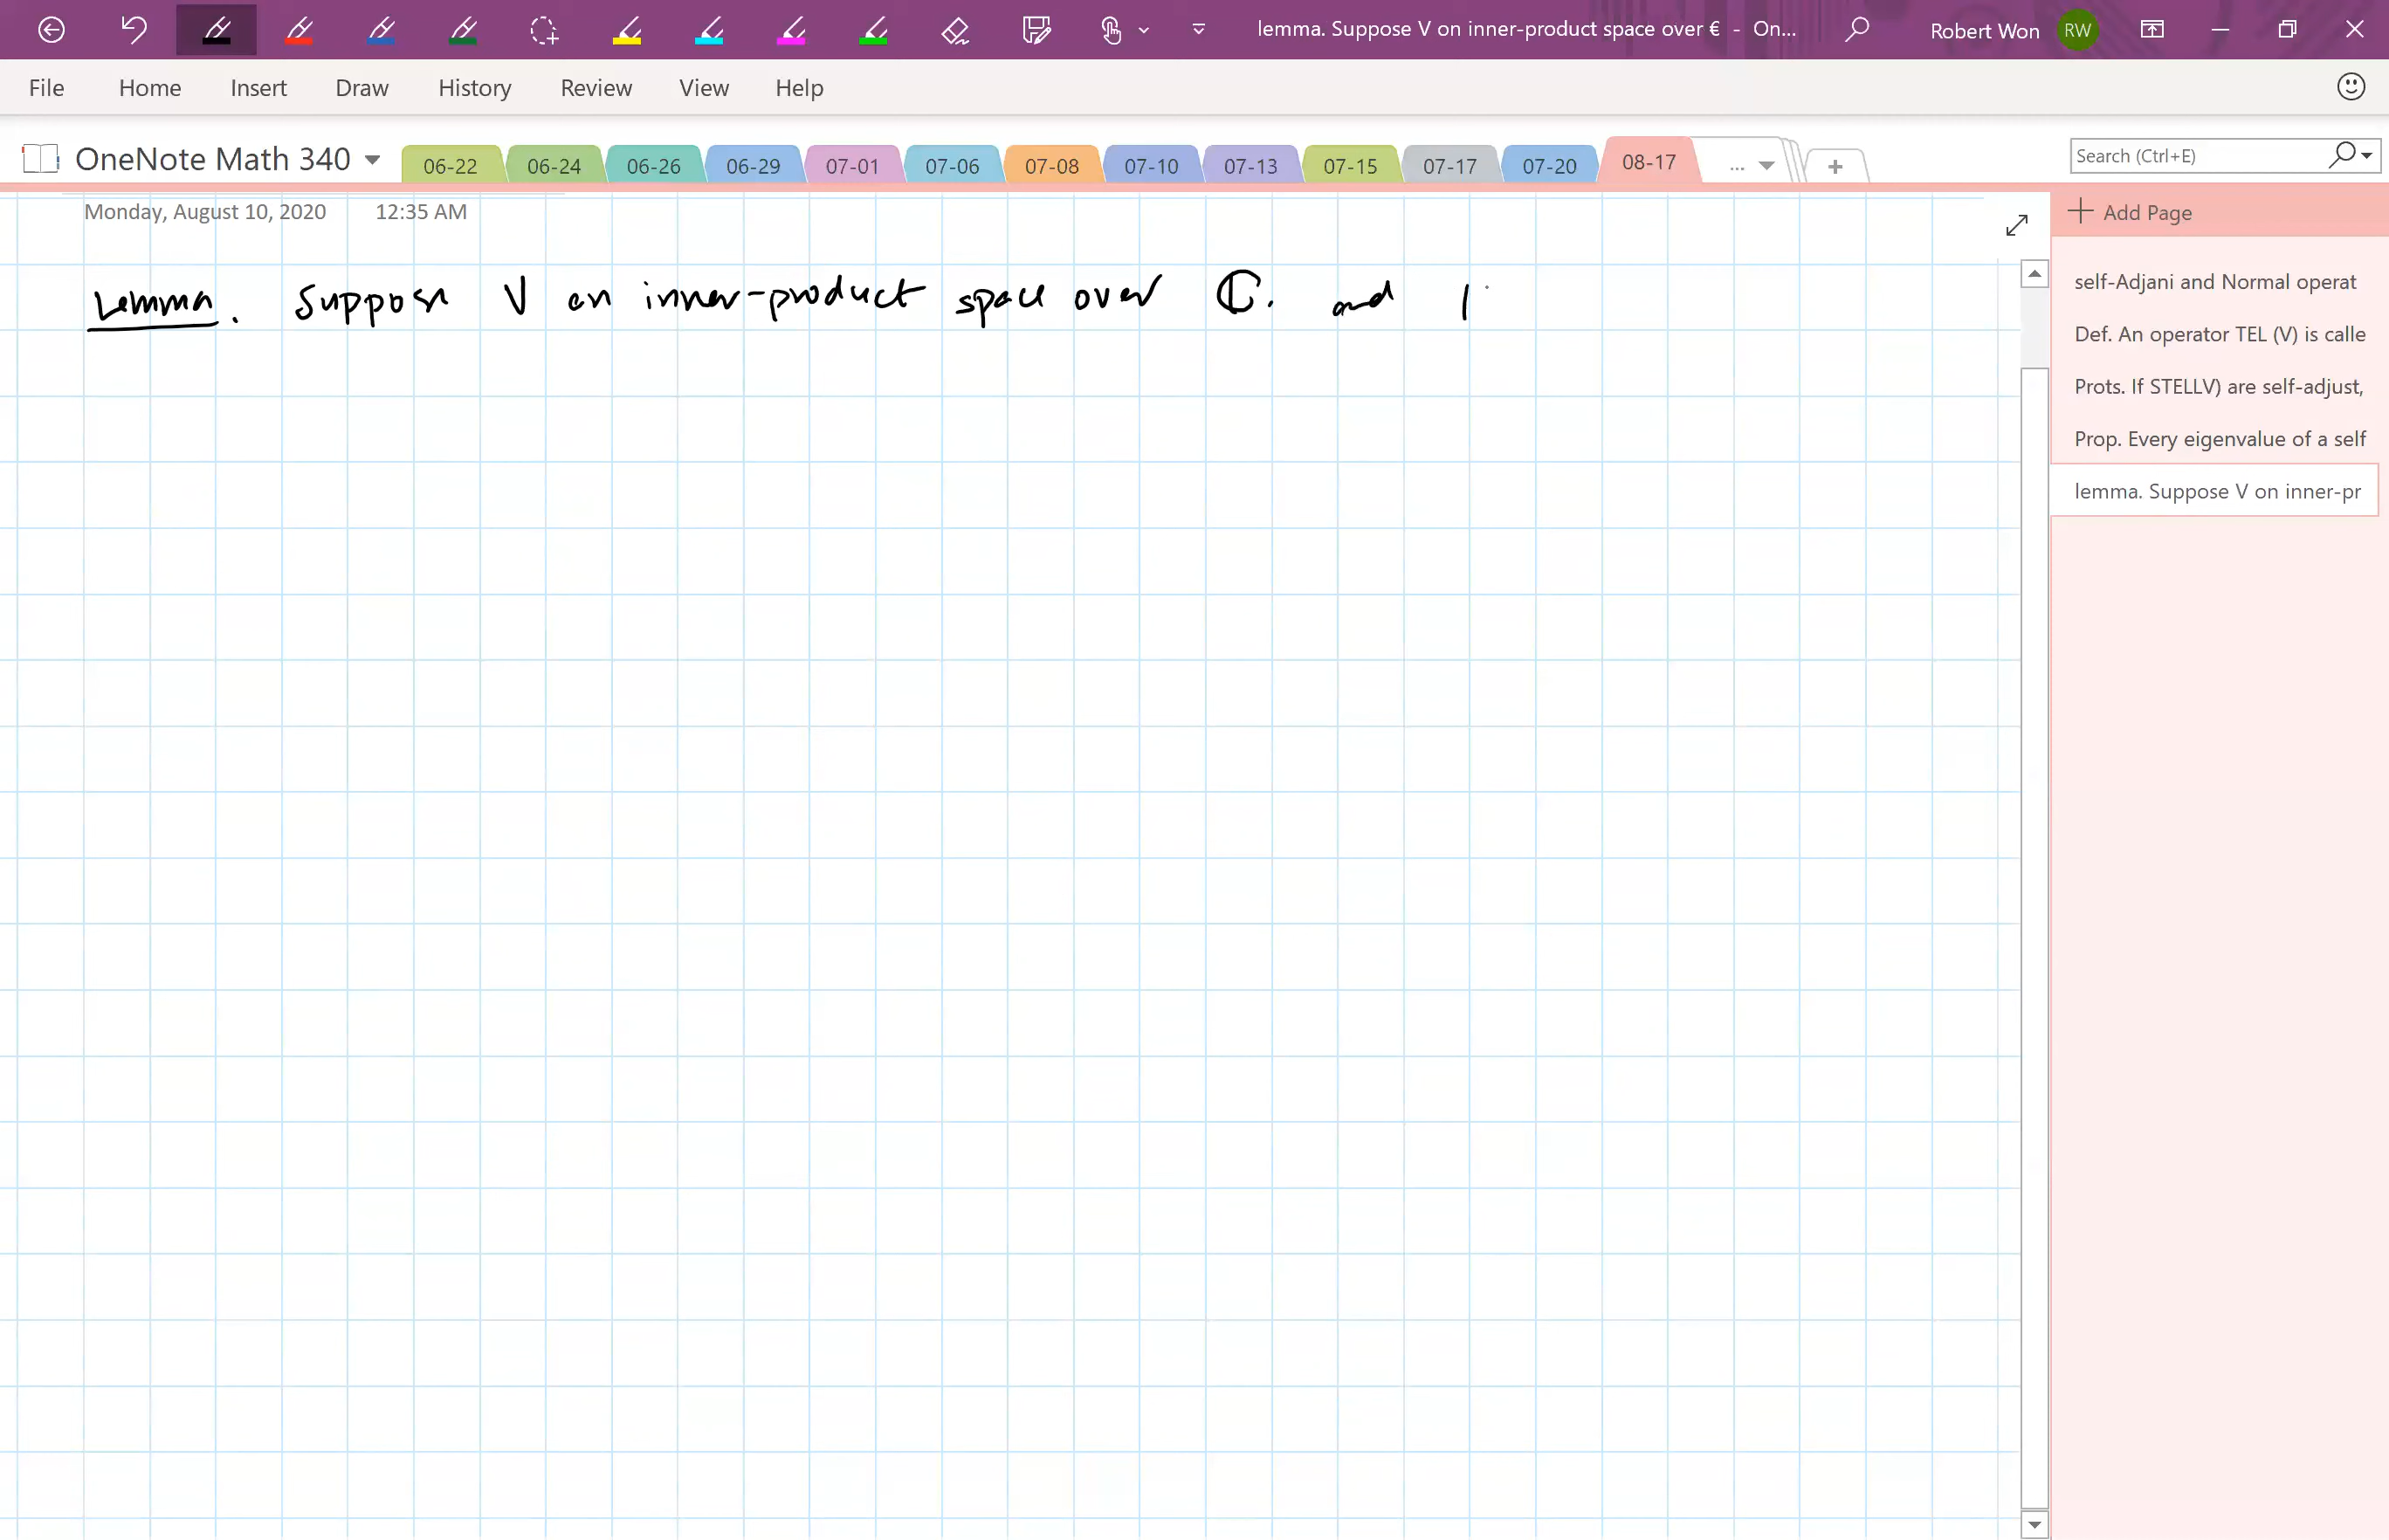 lemma. Suppose V on inner-product space over € - On...
Robert Won
RW
File Home Insert Draw History Review View Help
OneNote Math 340
06-22 06-24 06-26 06-29 07-01 07-06 07-08 07-10 07-13 07-15 07-17 07-20 08-17 ... +
Search (Ctrl+E)
Monday, August 10, 2020 12:35 AM
Lemma. Suppose V an inner-product space over ℂ. and
Add Page
self-Adjani and Normal operat
Def. An operator TEL (V) is calle
Prots. If STELLV) are self-adjust,
Prop. Every eigenvalue of a self
lemma. Suppose V on inner-pr